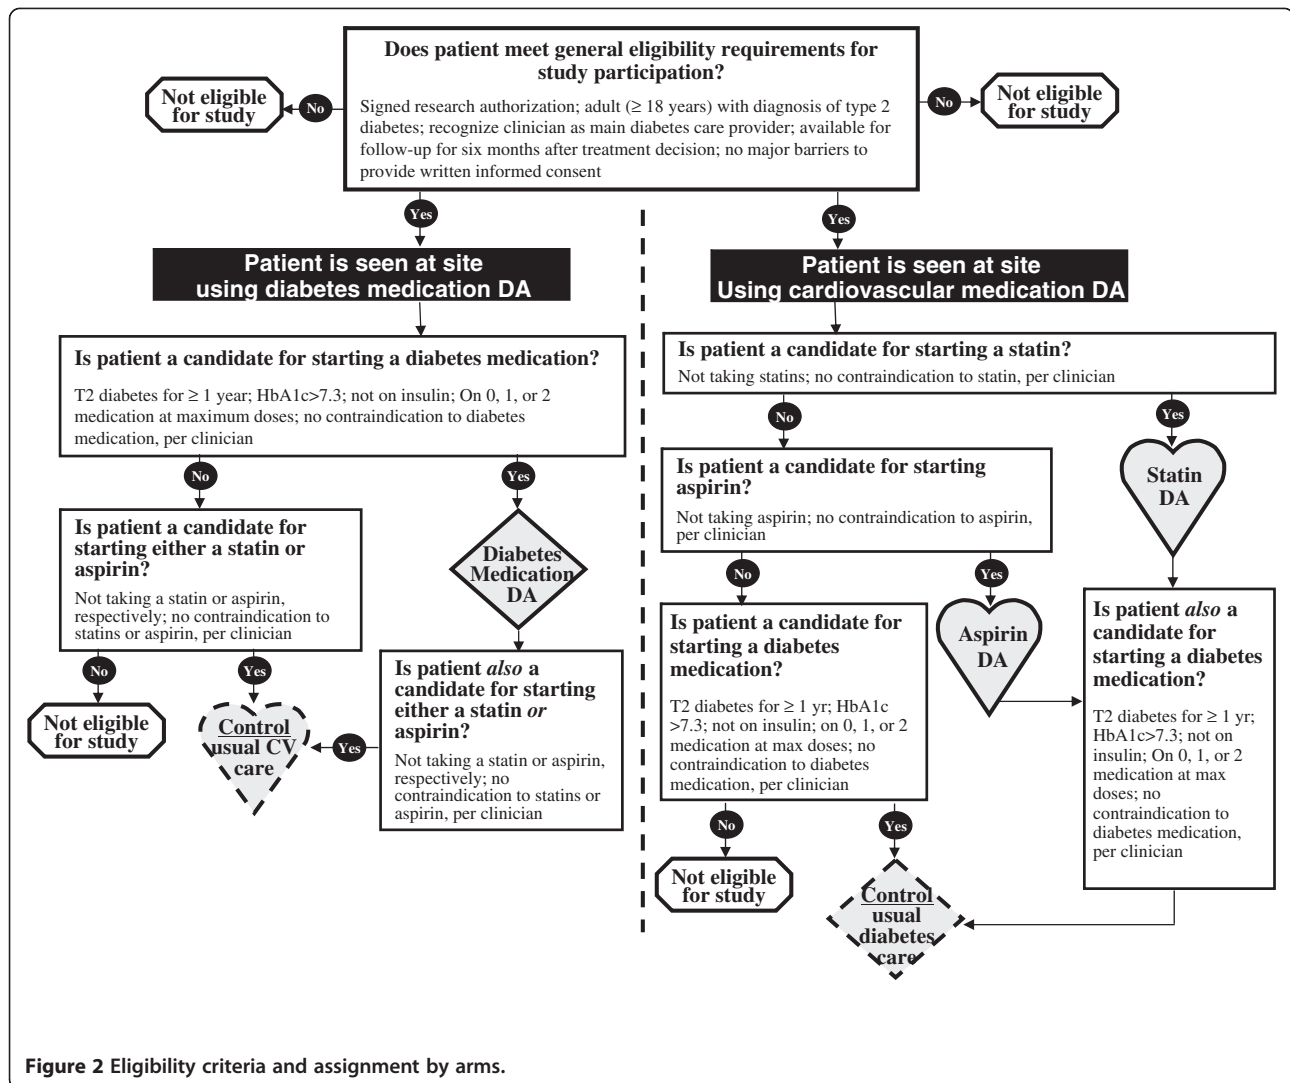 Does patient meet general eligibility requirements for
study participation?
Signed research authorization; adult (≥ 18 years) with diagnosis of type 2
diabetes; recognize clinician as main diabetes care provider; available for
follow-up for six months after treatment decision; no major barriers to
provide written informed consent
No
Not eligible
for study
No
Not eligible
for study
Yes
Yes
Patient is seen at site
using diabetes medication DA
Is patient a candidate for starting a diabetes medication?
T2 diabetes for ≥ 1 year; HbA1c>7.3; not on insulin; On 0, 1, or 2
medication at maximum doses; no contraindication to diabetes
medication, per clinician
No
Yes
Is patient a candidate for
starting either a statin or
aspirin?
Not taking a statin or aspirin,
respectively; no contraindication to
statins or aspirin, per clinician
Diabetes
Medication
DA
No
Yes
Not eligible
for study
Control
usual CV
care
Yes
Is patient also a
candidate for starting
either a statin or
aspirin?
Not taking a statin or aspirin,
respectively; no
contraindication to statins or
aspirin, per clinician
Patient is seen at site
Using cardiovascular medication DA
Is patient a candidate for starting a statin?
Not taking statins; no contraindication to statin, per clinician
No
Yes
Is patient a candidate for starting
aspirin?
Not taking aspirin; no contraindication to aspirin,
per clinician
Statin
DA
No
Yes
Is patient a candidate for
starting a diabetes
medication?
T2 diabetes for ≥ 1 yr; HbA1c
>7.3; not on insulin; on 0, 1, or 2
medication at max doses; no
contraindication to diabetes
medication, per clinician
Aspirin
DA
Is patient also a
candidate for
starting a diabetes
medication?
T2 diabetes for ≥ 1 yr;
HbA1c>7.3; not on
insulin; On 0, 1, or 2
medication at max
doses; no
contraindication to
diabetes medication,
per clinician
No
Yes
Not eligible
for study
Control
usual
diabetes
care
Figure 2 Eligibility criteria and assignment by arms.